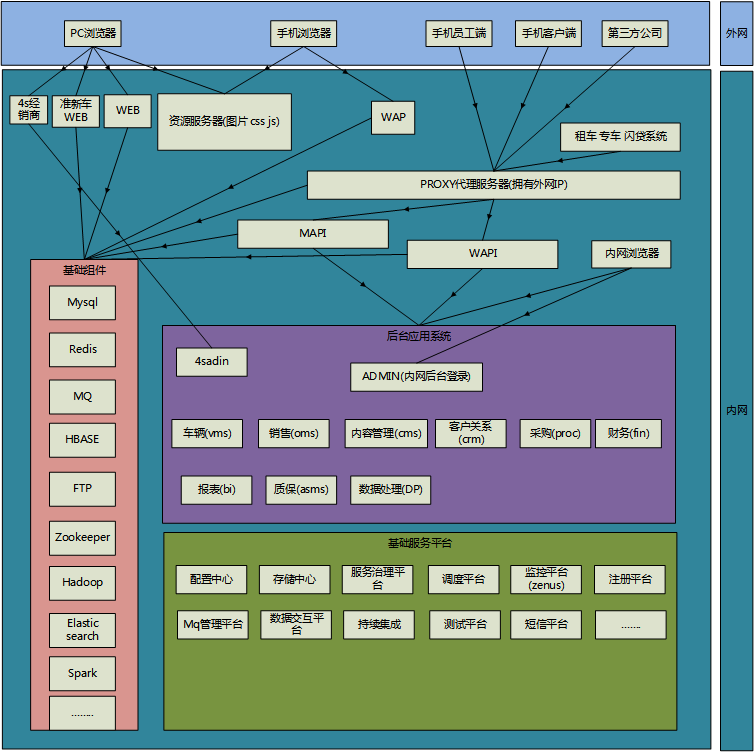 PC浏览器
手机浏览器
手机员工端
手机客户端
第三方公司
外网
4s经
销商
准新车
WEB
WEB
资源服务器(图片 css js)
WAP
租车 专车 闪贷系统
PROXY代理服务器(拥有外网IP)
MAPI
WAPI
内网浏览器
基础组件
Mysql
Redis
MQ
HBASE
FTP
Zookeeper
Hadoop
Elastic
search
Spark
........
后台应用系统
4sadin
ADMIN(内网后台登录)
车辆(vms)
销售(oms)
内容管理(cms)
客户关系
(crm)
采购(proc)
财务(fin)
报表(bi)
质保(asms)
数据处理(DP)
内网
基础服务平台
配置中心
存储中心
服务治理平
台
调度平台
监控平台
(zenus)
注册平台
Mq管理平台
数据交互平
台
持续集成
测试平台
短信平台
.......